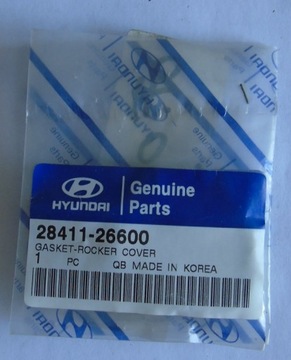 HYUNDAI
Genuine
Parts
28411-26600
GASKET-ROCKER COVER
1 PC QB MADE IN KOREA